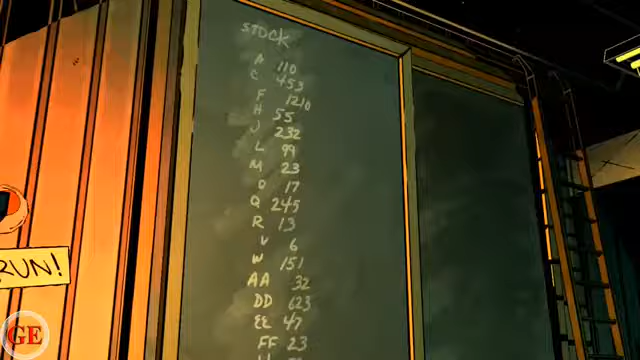 STOCK
A 110
C 453
F 1210
H 55
J 232
L 99
M 23
O 17
Q 245
R 13
V 6
W 151
AA 32
DD 623
EE 47
FF 23
RUN!
GE